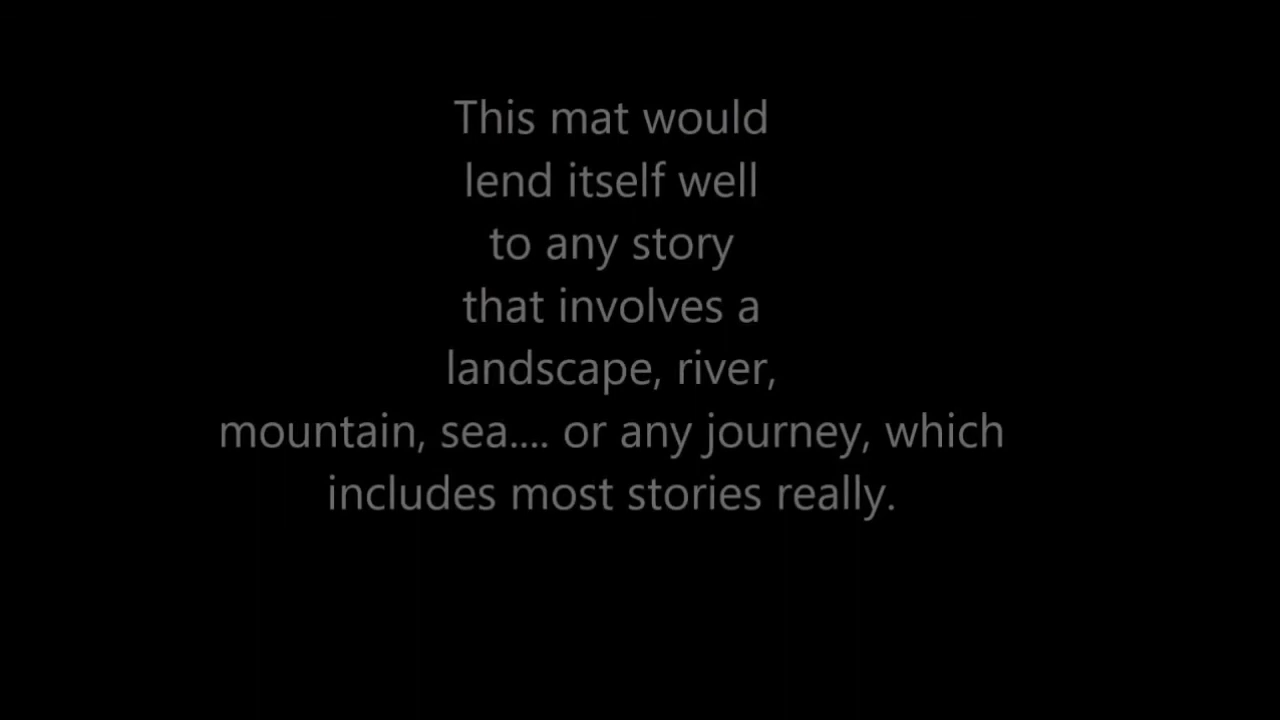 This mat would
lend itself well
to any story
that involves a
landscape, river,
mountain, sea.... or any journey, which
includes most stories really.